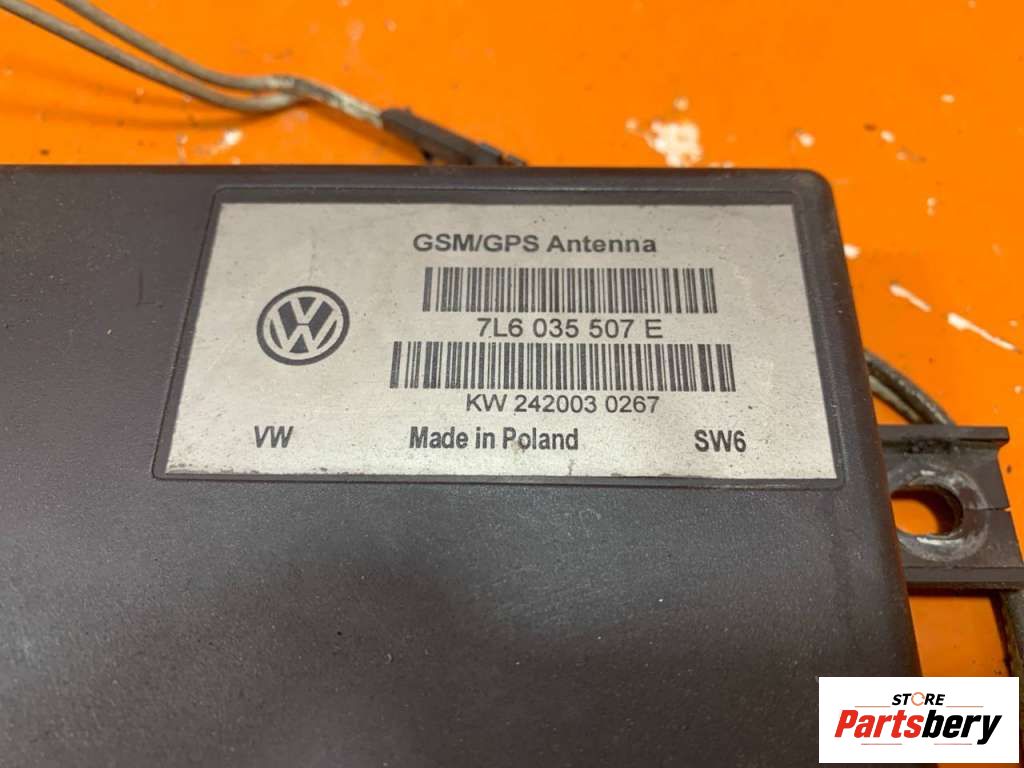 GSM/GPS Antenna
7L6 035 507 E
KW 242003 0267
VW Made in Poland SW6
STORE
Partsbery